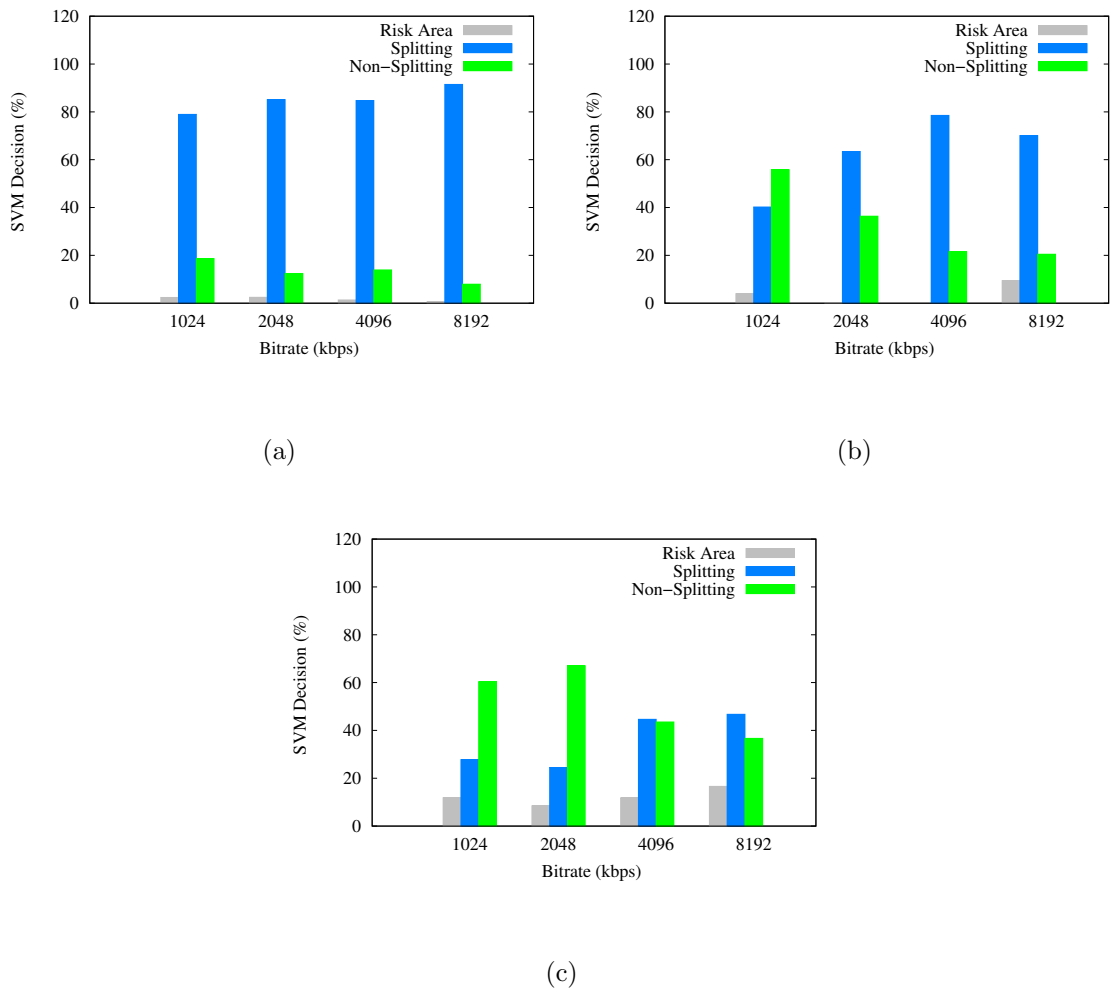 120
100
80
60
40
20
0
SVM Decision (%)
Risk Area
Splitting
Non−Splitting
1024 2048 4096 8192
Bitrate (kbps)
(a)
120
100
80
60
40
20
0
SVM Decision (%)
Risk Area
Splitting
Non−Splitting
1024 2048 4096 8192
Bitrate (kbps)
(b)
120
100
80
60
40
20
0
SVM Decision (%)
Risk Area
Splitting
Non−Splitting
1024 2048 4096 8192
Bitrate (kbps)
(c)